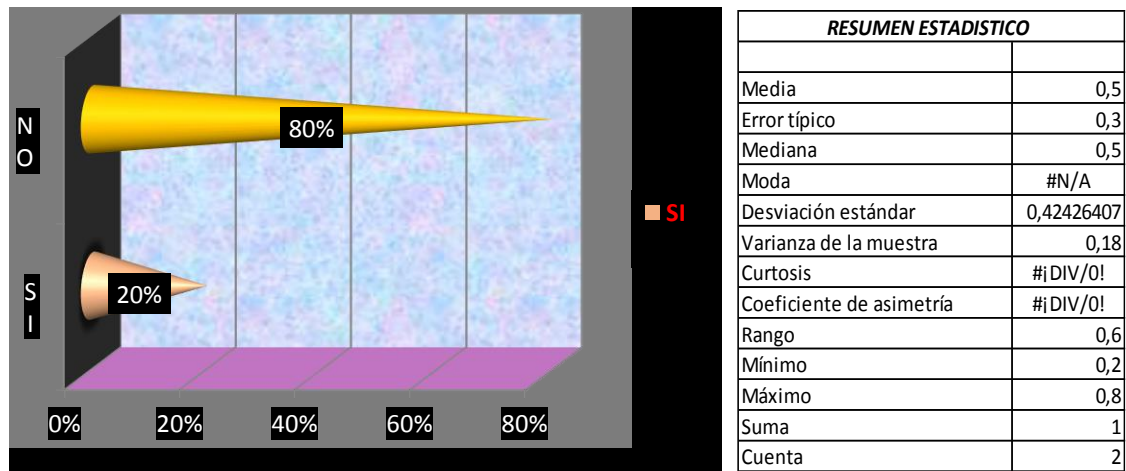 NO
80%
SI
20%
0% 20% 40% 60% 80%
SI
RESUMEN ESTADISTICO
Media 0,5
Error típico 0,3
Mediana 0,5
Moda #N/A
Desviación estándar 0,42426407
Varianza de la muestra 0,18
Curtosis #¡DIV/0!
Coeficiente de asimetría #¡DIV/0!
Rango 0,6
Mínimo 0,2
Máximo 0,8
Suma 1
Cuenta 2